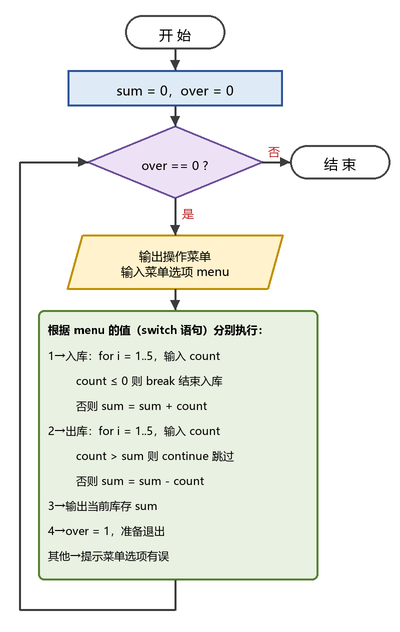 开 始
sum = 0，over = 0
over == 0 ?
否
结 束
是
输出操作菜单
输入菜单选项 menu
根据 menu 的值（switch 语句）分别执行：
1→入库：for i = 1..5，输入 count
count ≤ 0 则 break 结束入库
否则 sum = sum + count
2→出库：for i = 1..5，输入 count
count > sum 则 continue 跳过
否则 sum = sum - count
3→输出当前库存 sum
4→over = 1，准备退出
其他→提示菜单选项有误